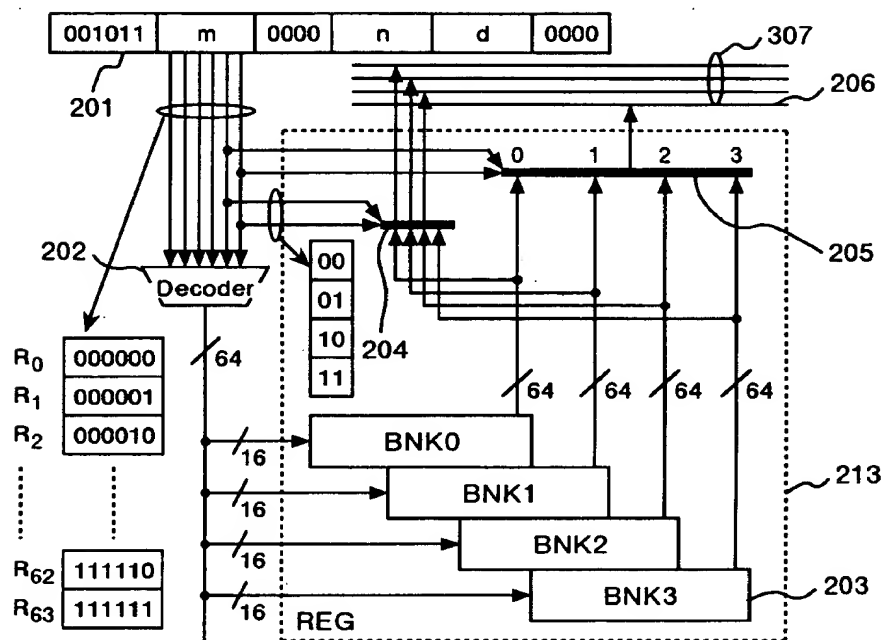 001011 m 0000 n d 0000
307
201
206
0 1 2 3
202
205
Decoder
00
01
10
11
204
64
R0 000000
R1 000001
R2 000010
64 64 64 64
BNK0
16
BNK1
213
16
BNK2
16
R62 111110
BNK3
203
R63 111111
16
REG